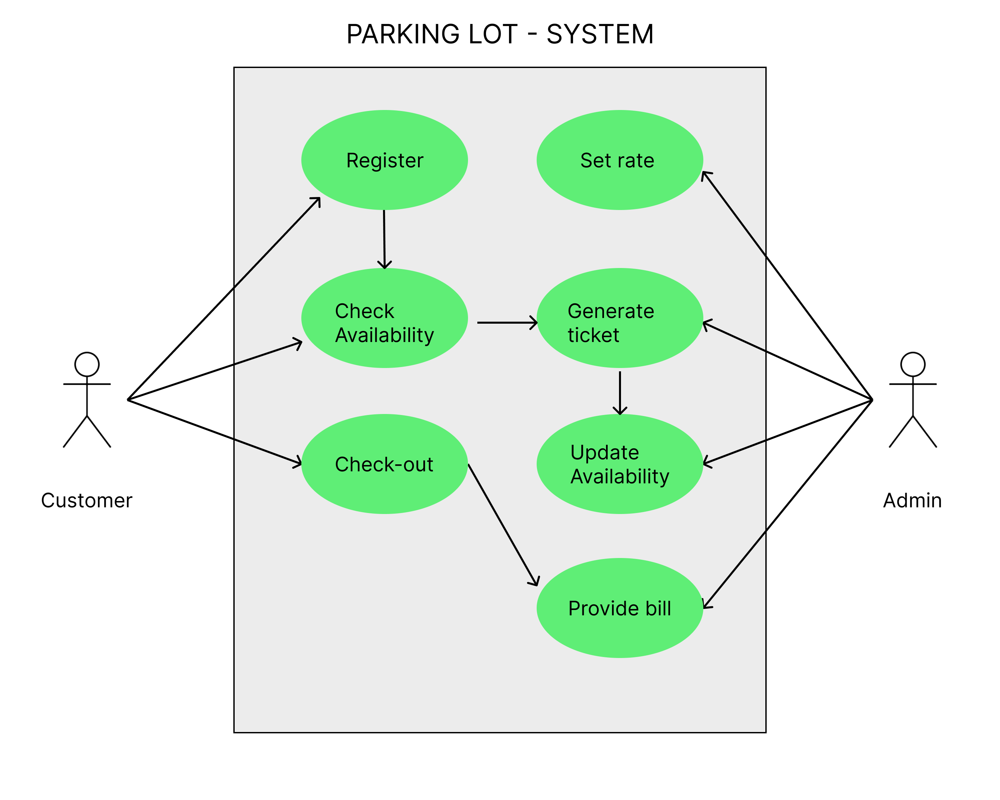 PARKING LOT - SYSTEM
Register
Set rate
Check
Availability
Generate
ticket
Check-out
Update
Availability
Customer
Admin
Provide bill